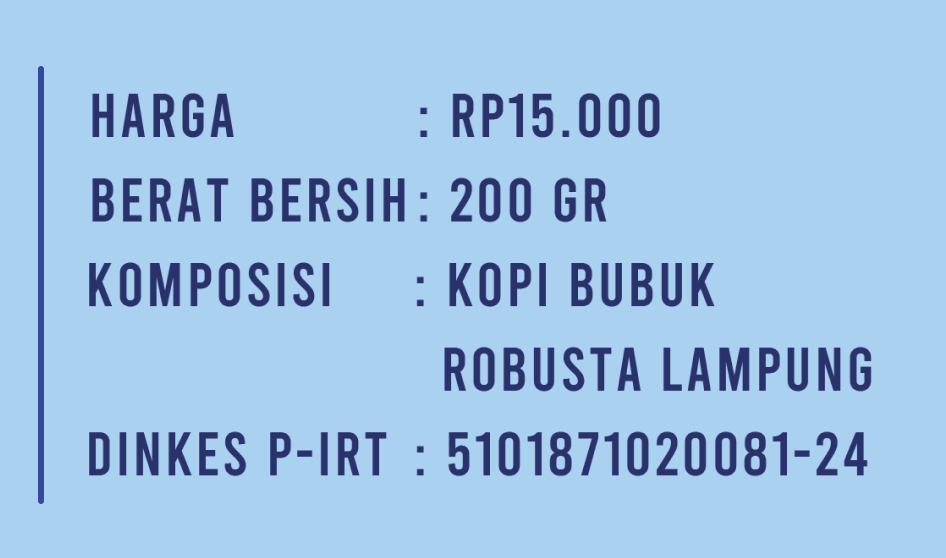 HARGA : RP15.000
BERAT BERSIH : 200 GR
KOMPOSISI : KOPI BUBUK
ROBUSTA LAMPUNG
DINKES P-IRT : 5101871020081-24